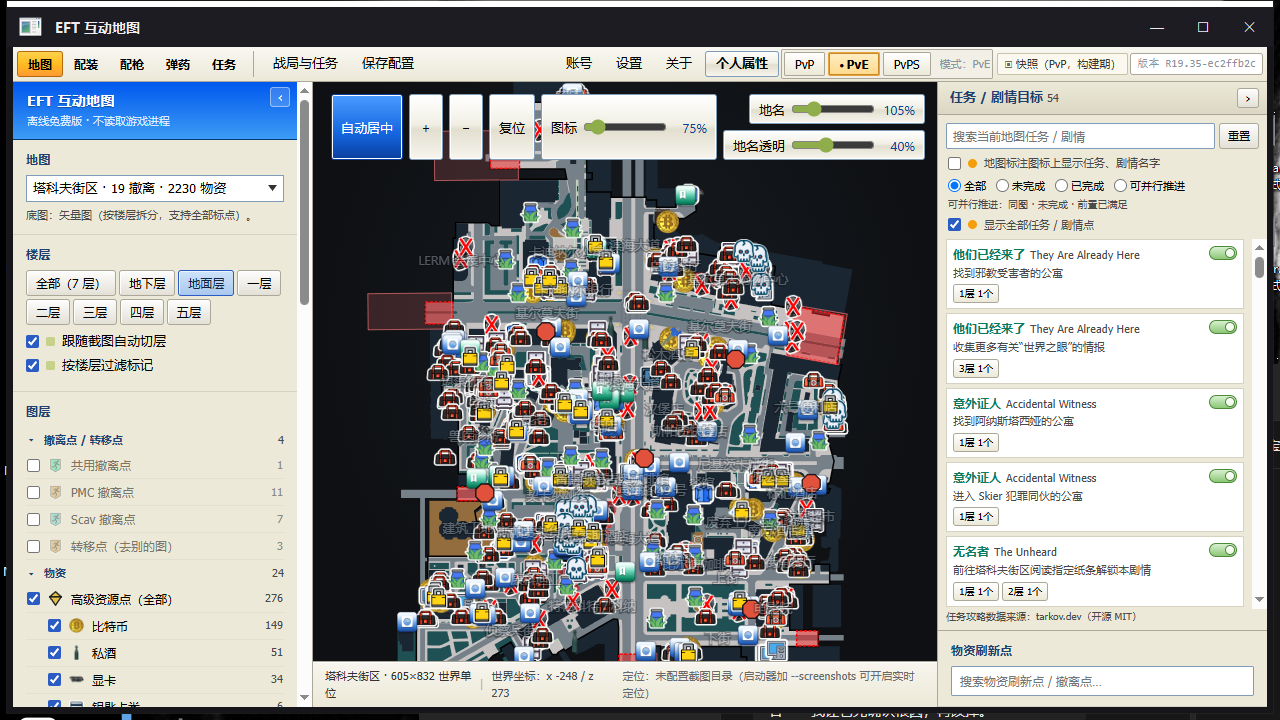 EFT 互动地图
地图 配装 配枪 弹药 任务 战局与任务 保存配置 账号 设置 关于 个人属性 PvP • PvE PvPS 模式: PvE 快照 (PvP, 构建期) 版本 R19.35-ec2ffb2c
EFT 互动地图
离线免费版 · 不读取游戏进程
地图
塔科夫街区 · 19 撤离 · 2230 物资
底图: 矢量图 (按楼层拆分, 支持全部标点) 。
楼层
全部 (7 层) 地下层 地面层 一层
二层 三层 四层 五层
跟随截图自动切层
按楼层过滤标记
图层
撤离点 / 转移点 4
共用撤离点 1
PMC 撤离点 11
Scav 撤离点 7
转移点 (去别的图) 3
物资 24
高级资源点 (全部) 276
比特币 149
私酒 51
显卡 34
自动居中 + − 复位 图标 75%
地名 105%
地名透明 40%
基尔莫夫街
基尔莫夫街
塔科夫街区 · 605×832 世界单位
世界坐标: x -248 / z 273
定位: 未配置截图目录 (启动器加 --screenshots 可开启实时定位)
任务 / 剧情目标 54
搜索当前地图任务 / 剧情 重置
地图标注图标上显示任务、剧情名字
全部 未完成 已完成 可并行推进
可并行推进: 同图 · 未完成 · 前置已满足
显示全部任务 / 剧情点
他们已经来了 They Are Already Here
找到邪教受害者的公寓
1层 1个
他们已经来了 They Are Already Here
收集更多有关“世界之眼”的情报
3层 1个
意外证人 Accidental Witness
找到阿纳斯塔西娅的公寓
1层 1个
意外证人 Accidental Witness
进入 Skier 犯罪同伙的公寓
1层 1个
无名者 The Unheard
前往塔科夫街区阅读指定纸条解锁本剧情
1层 1个 2层 1个
任务攻略数据来源: tarkov.dev (开源 MIT)
物资刷新点
搜索物资刷新点 / 撤离点...